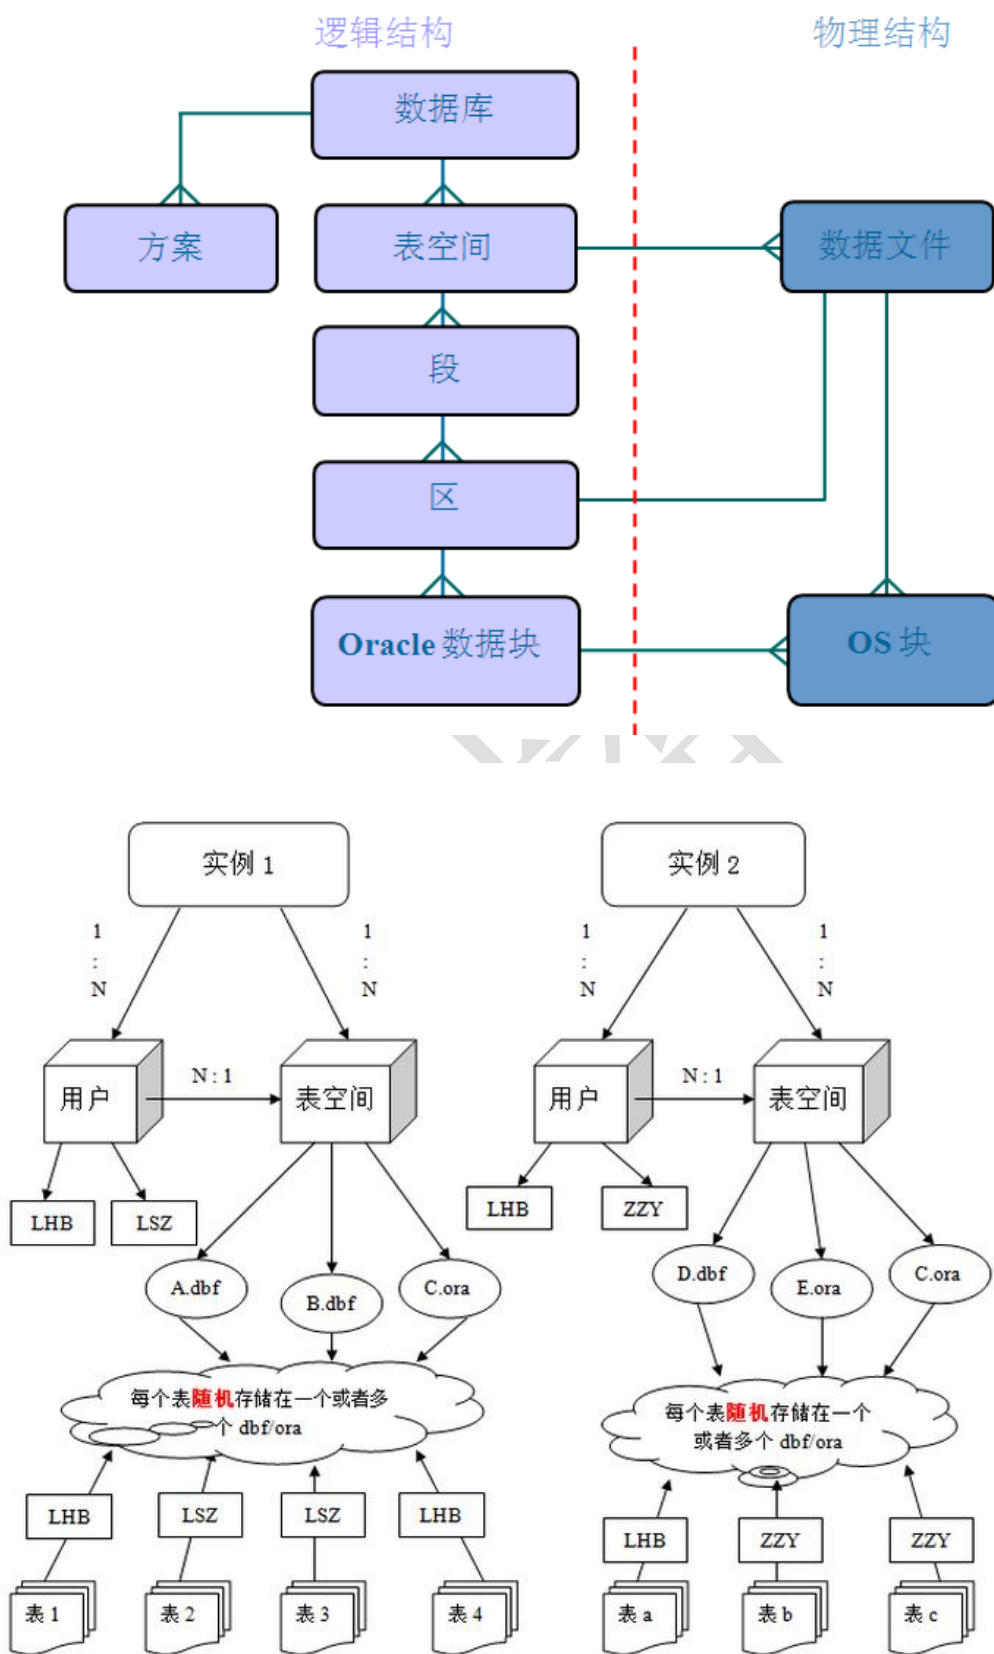 逻辑结构
物理结构
数据库
方案
表空间
数据文件
段
区
Oracle 数据块
OS 块
实例 1
实例 2
1
:
N
1
:
N
1
:
N
1
:
N
用户
N : 1
表空间
用户
N : 1
表空间
LHB
LSZ
LHB
ZZY
A.dbf
B.dbf
C.ora
D.dbf
E.ora
C.ora
每个表随机存储在一个或者多
个 dbf/ora
每个表随机存储在一个
或者多个 dbf/ora
LHB
LSZ
LSZ
LHB
LHB
ZZY
ZZY
表 1
表 2
表 3
表 4
表 a
表 b
表 c